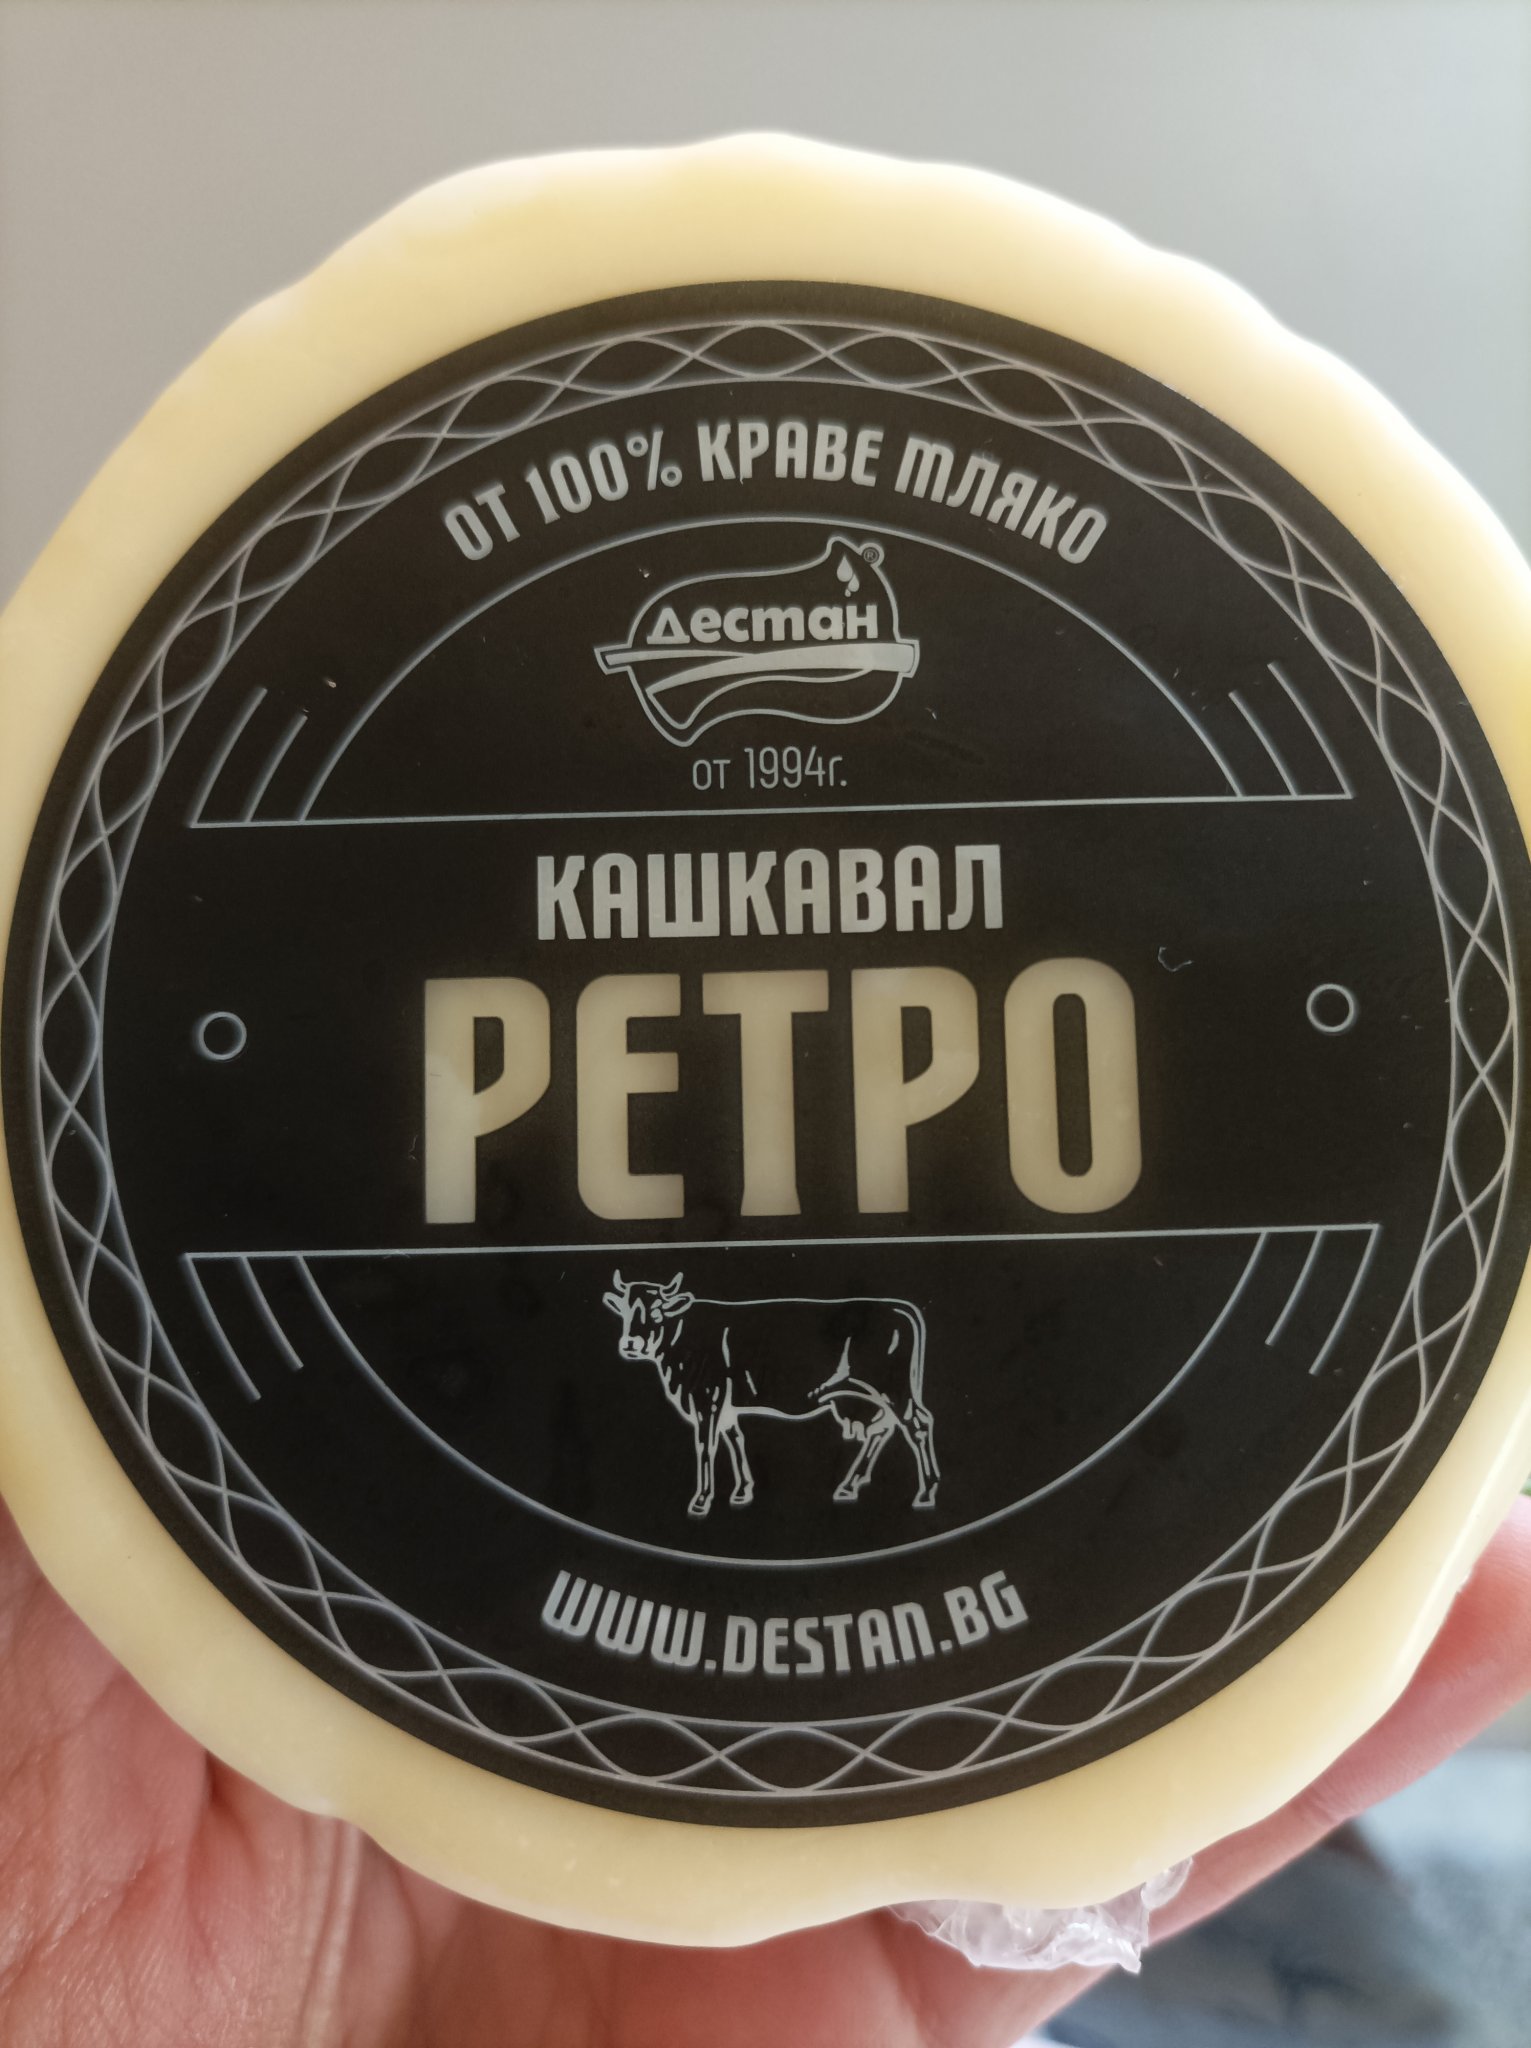 ОТ 100% КРАВЕ МЛЯКО
Дестан®
от 1994г.
КАШКАВАЛ
РЕТРО
WWW.DESTAN.BG